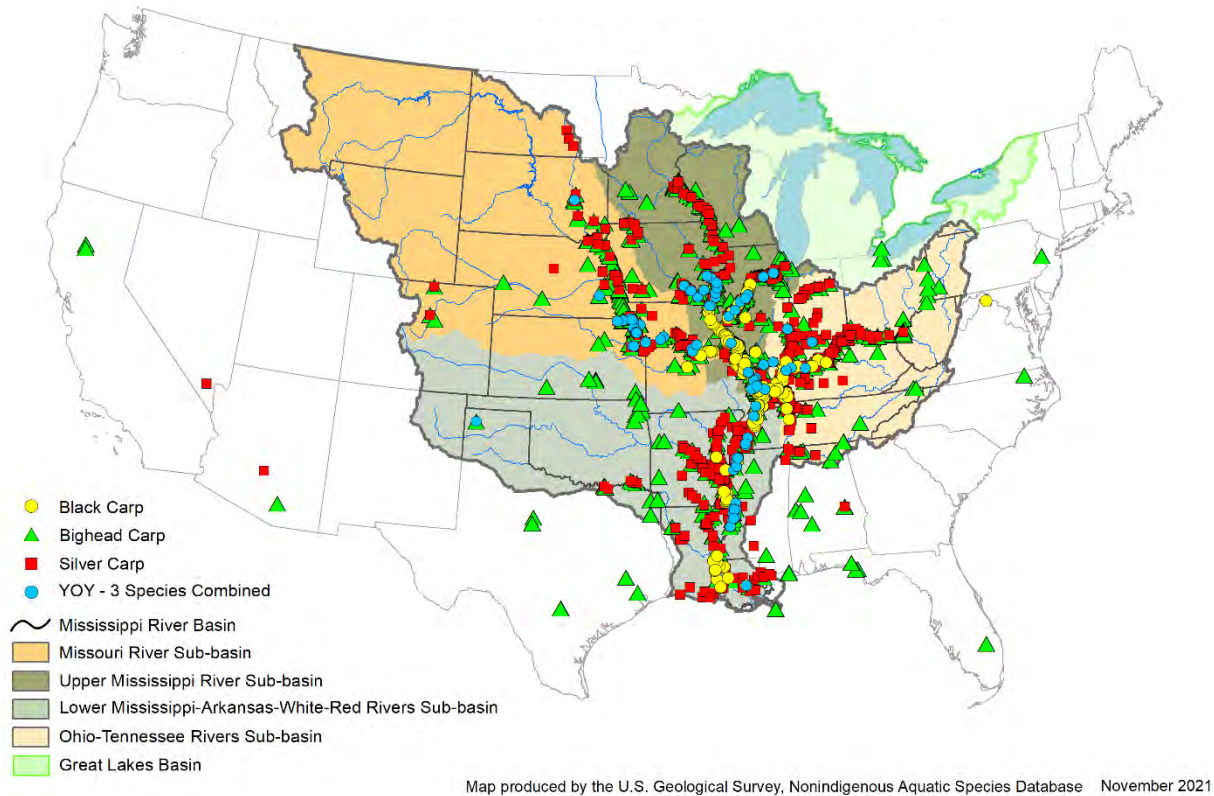 Black Carp
Bighead Carp
Silver Carp
YOY - 3 Species Combined
Mississippi River Basin
Missouri River Sub-basin
Upper Mississippi River Sub-basin
Lower Mississippi-Arkansas-White-Red Rivers Sub-basin
Ohio-Tennessee Rivers Sub-basin
Great Lakes Basin
Map produced by the U.S. Geological Survey, Nonindigenous Aquatic Species Database November 2021